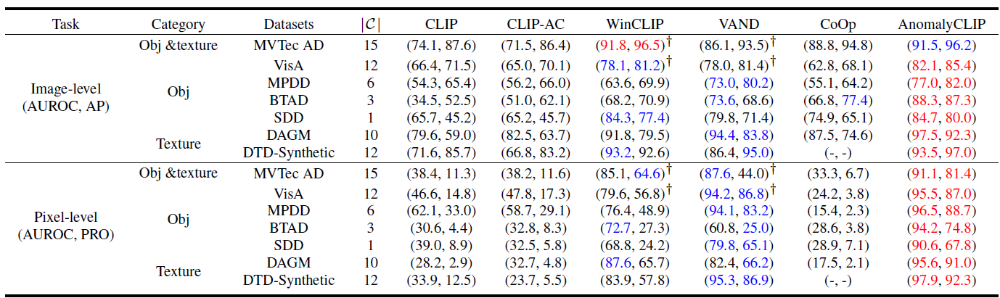 Task Category Datasets |C| CLIP CLIP-AC WinCLIP VAND CoOp AnomalyCLIP
Obj &texture MVTec AD 15 (74.1, 87.6) (71.5, 86.4) (91.8, 96.5)† (86.1, 93.5)† (88.8, 94.8) (91.5, 96.2)
VisA 12 (66.4, 71.5) (65.0, 70.1) (78.1, 81.2)† (78.0, 81.4)† (62.8, 68.1) (82.1, 85.4)
Image-level (AUROC, AP) Obj MPDD 6 (54.3, 65.4) (56.2, 66.0) (63.6, 69.9) (73.0, 80.2) (55.1, 64.2) (77.0, 82.0)
BTAD 3 (34.5, 52.5) (51.0, 62.1) (68.2, 70.9) (73.6, 68.6) (66.8, 77.4) (88.3, 87.3)
SDD 1 (65.7, 45.2) (65.2, 45.7) (84.3, 77.4) (79.8, 71.4) (74.9, 65.1) (84.7, 80.0)
Texture DAGM 10 (79.6, 59.0) (82.5, 63.7) (91.8, 79.5) (94.4, 83.8) (87.5, 74.6) (97.5, 92.3)
DTD-Synthetic 12 (71.6, 85.7) (66.8, 83.2) (93.2, 92.6) (86.4, 95.0) (-, -) (93.5, 97.0)
Obj &texture MVTec AD 15 (38.4, 11.3) (38.2, 11.6) (85.1, 64.6)† (87.6, 44.0)† (33.3, 6.7) (91.1, 81.4)
VisA 12 (46.6, 14.8) (47.8, 17.3) (79.6, 56.8)† (94.2, 86.8)† (24.2, 3.8) (95.5, 87.0)
Pixel-level (AUROC, PRO) Obj MPDD 6 (62.1, 33.0) (58.7, 29.1) (76.4, 48.9) (94.1, 83.2) (15.4, 2.3) (96.5, 88.7)
BTAD 3 (30.6, 4.4) (32.8, 8.3) (72.7, 27.3) (60.8, 25.0) (28.6, 3.8) (94.2, 74.8)
SDD 1 (39.0, 8.9) (32.5, 5.8) (68.8, 24.2) (79.8, 65.1) (28.9, 7.1) (90.6, 67.8)
Texture DAGM 10 (28.2, 2.9) (32.7, 4.8) (87.6, 65.7) (82.4, 66.2) (17.5, 2.1) (95.6, 91.0)
DTD-Synthetic 12 (33.9, 12.5) (23.7, 5.5) (83.9, 57.8) (95.3, 86.9) (-, -) (97.9, 92.3)